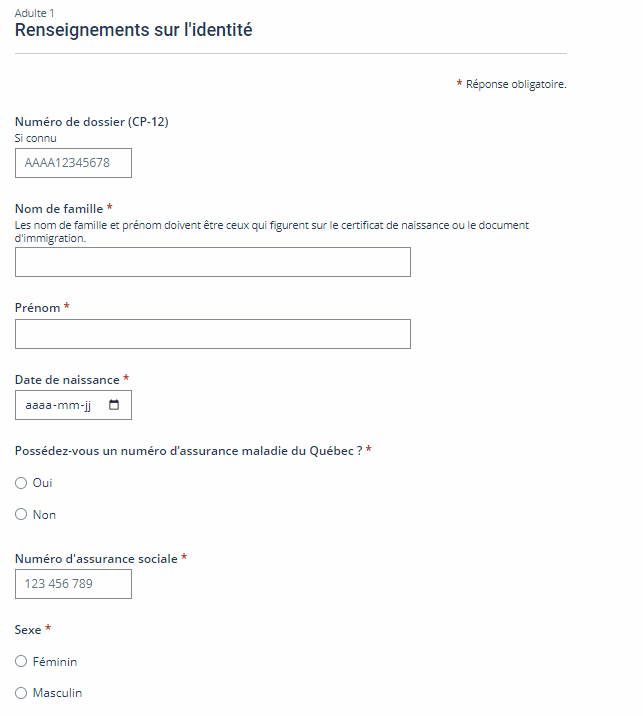 Adulte 1
Renseignements sur l'identité
* Réponse obligatoire.
Numéro de dossier (CP-12)
Si connu
AAAA12345678
Nom de famille *
Les nom de famille et prénom doivent être ceux qui figurent sur le certificat de naissance ou le document
d'immigration.
Prénom *
Date de naissance *
aaaa-mm-jj
Possédez-vous un numéro d'assurance maladie du Québec ? *
Oui
Non
Numéro d'assurance sociale *
123 456 789
Sexe *
Féminin
Masculin